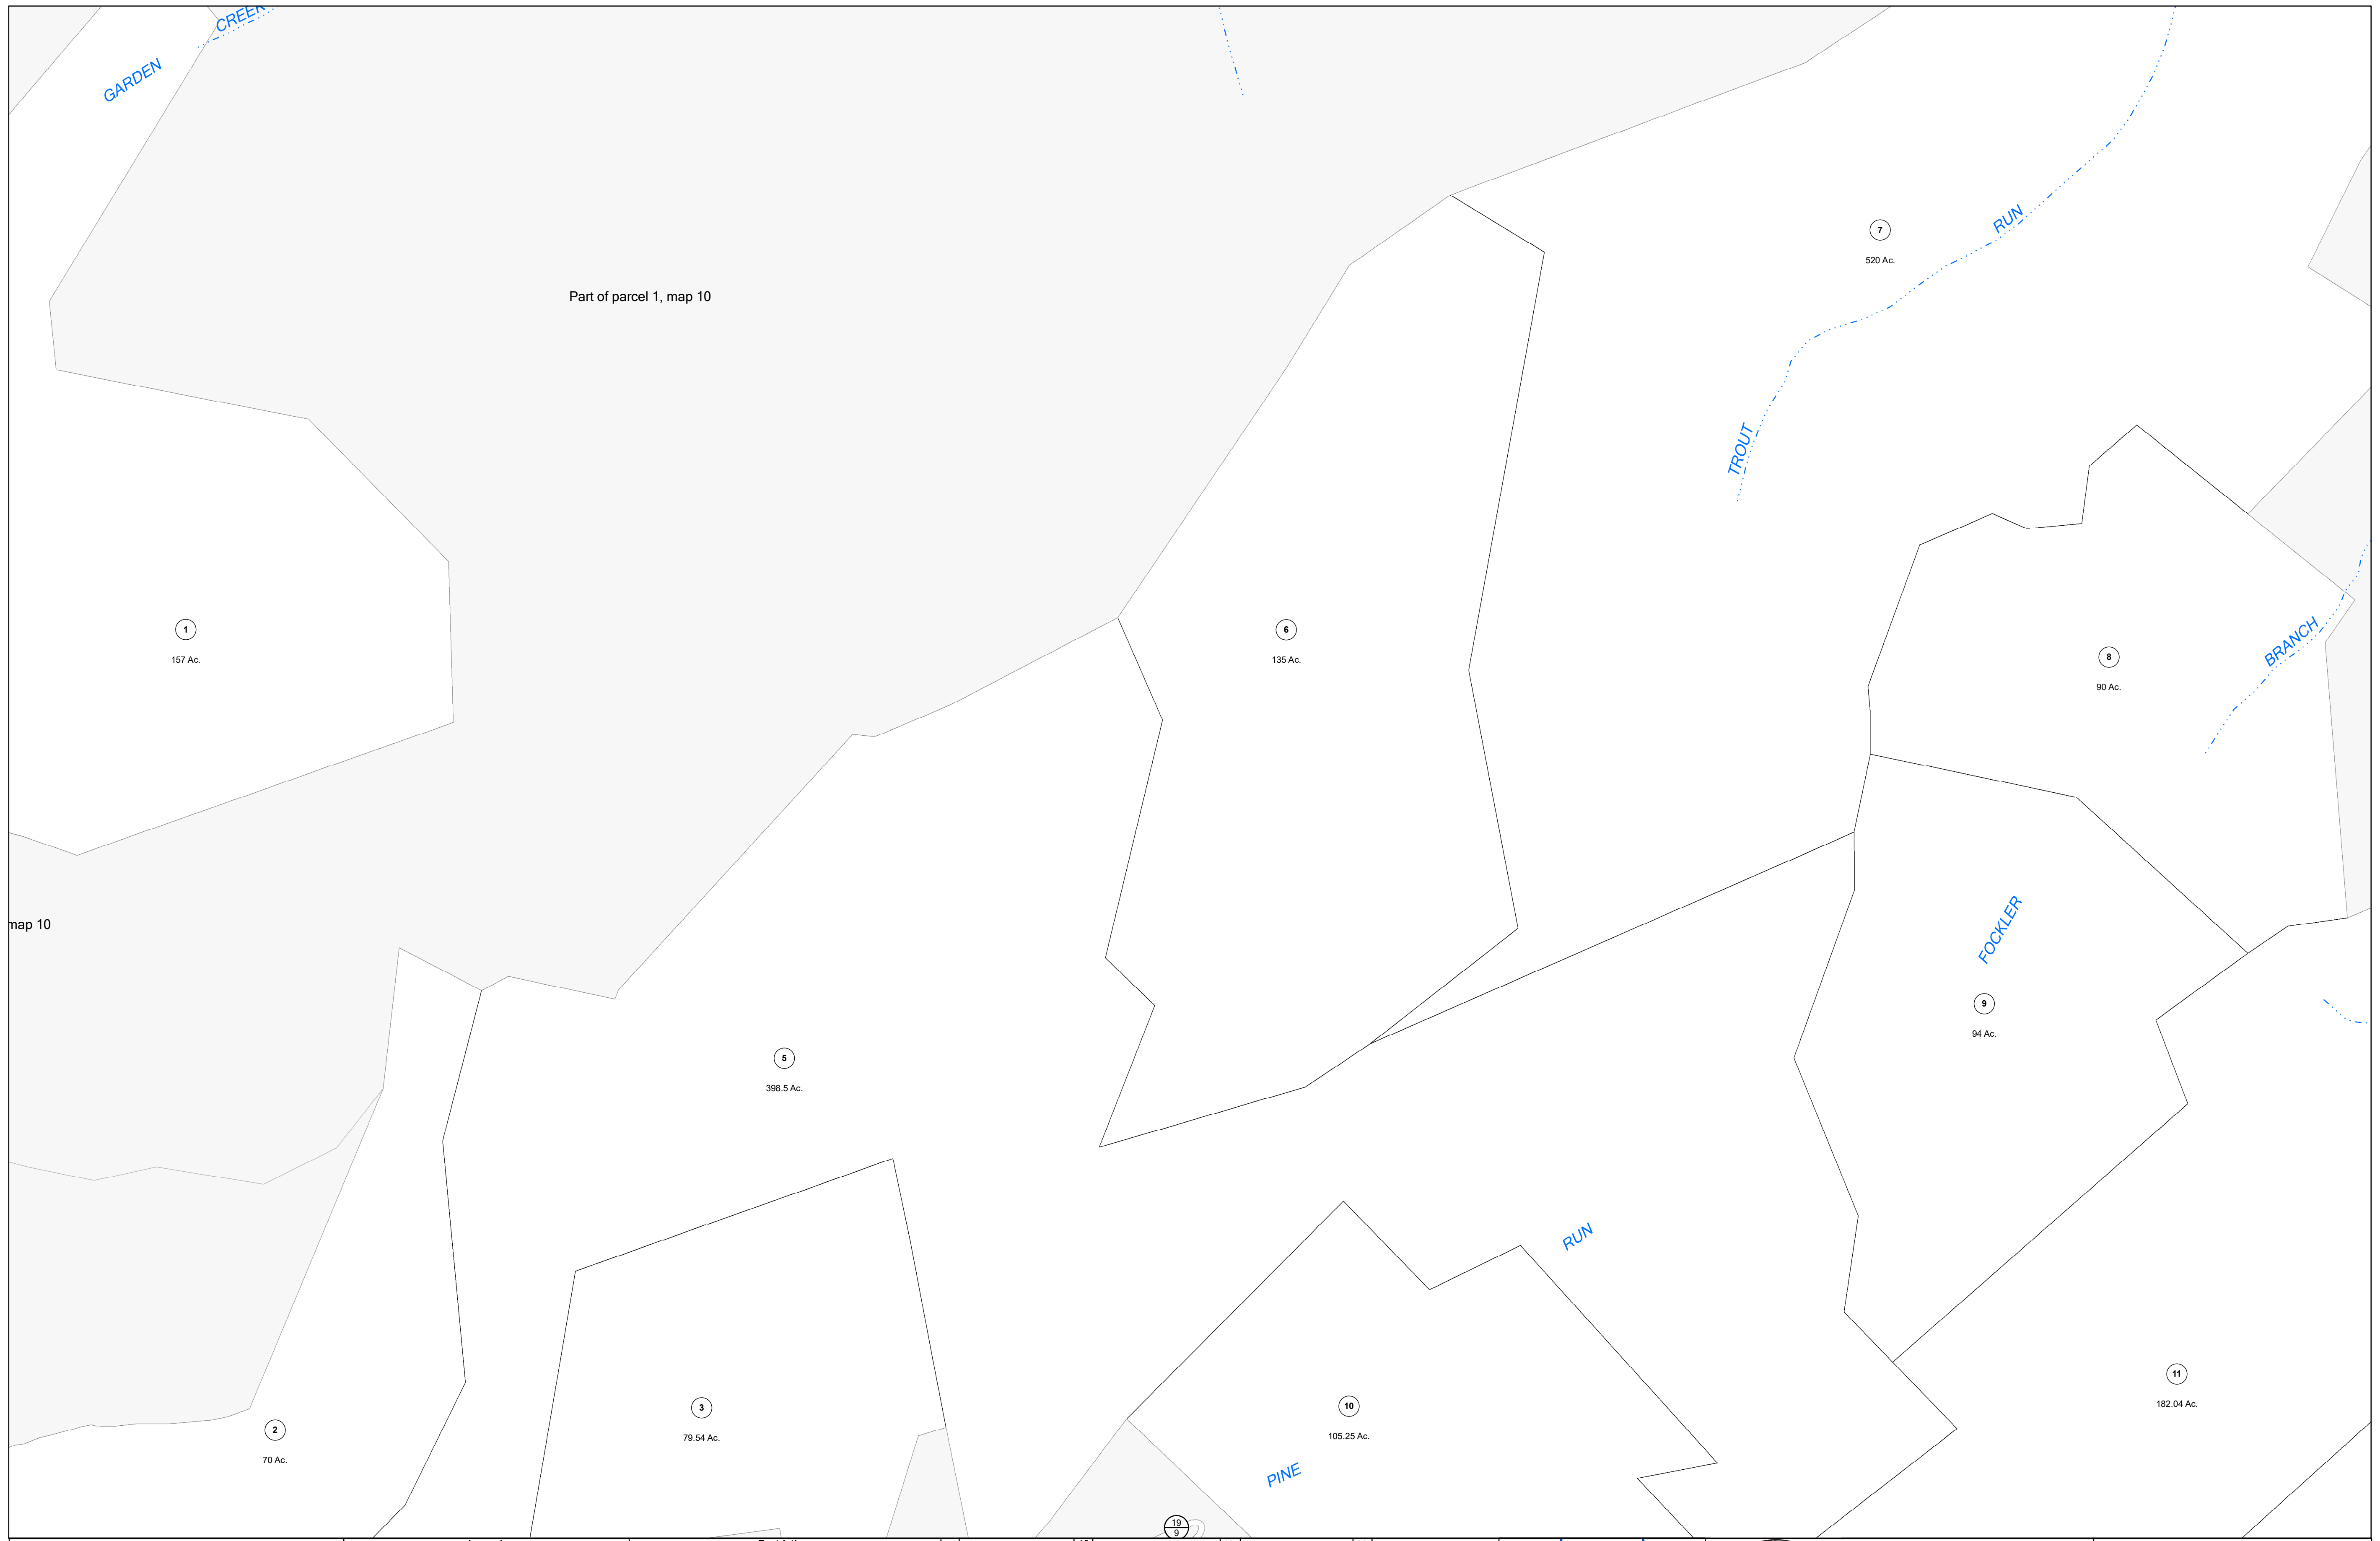 CREEK
GARDEN
RUN
7
520 Ac.
Part of parcel 1, map 10
TROUT
1
157 Ac.
6
135 Ac.
BRANCH
8
90 Ac.
map 10
FOCKLER
9
94 Ac.
5
398.5 Ac.
RUN
11
182.04 Ac.
3
79.54 Ac.
10
105.25 Ac.
2
70 Ac.
PINE
19
9